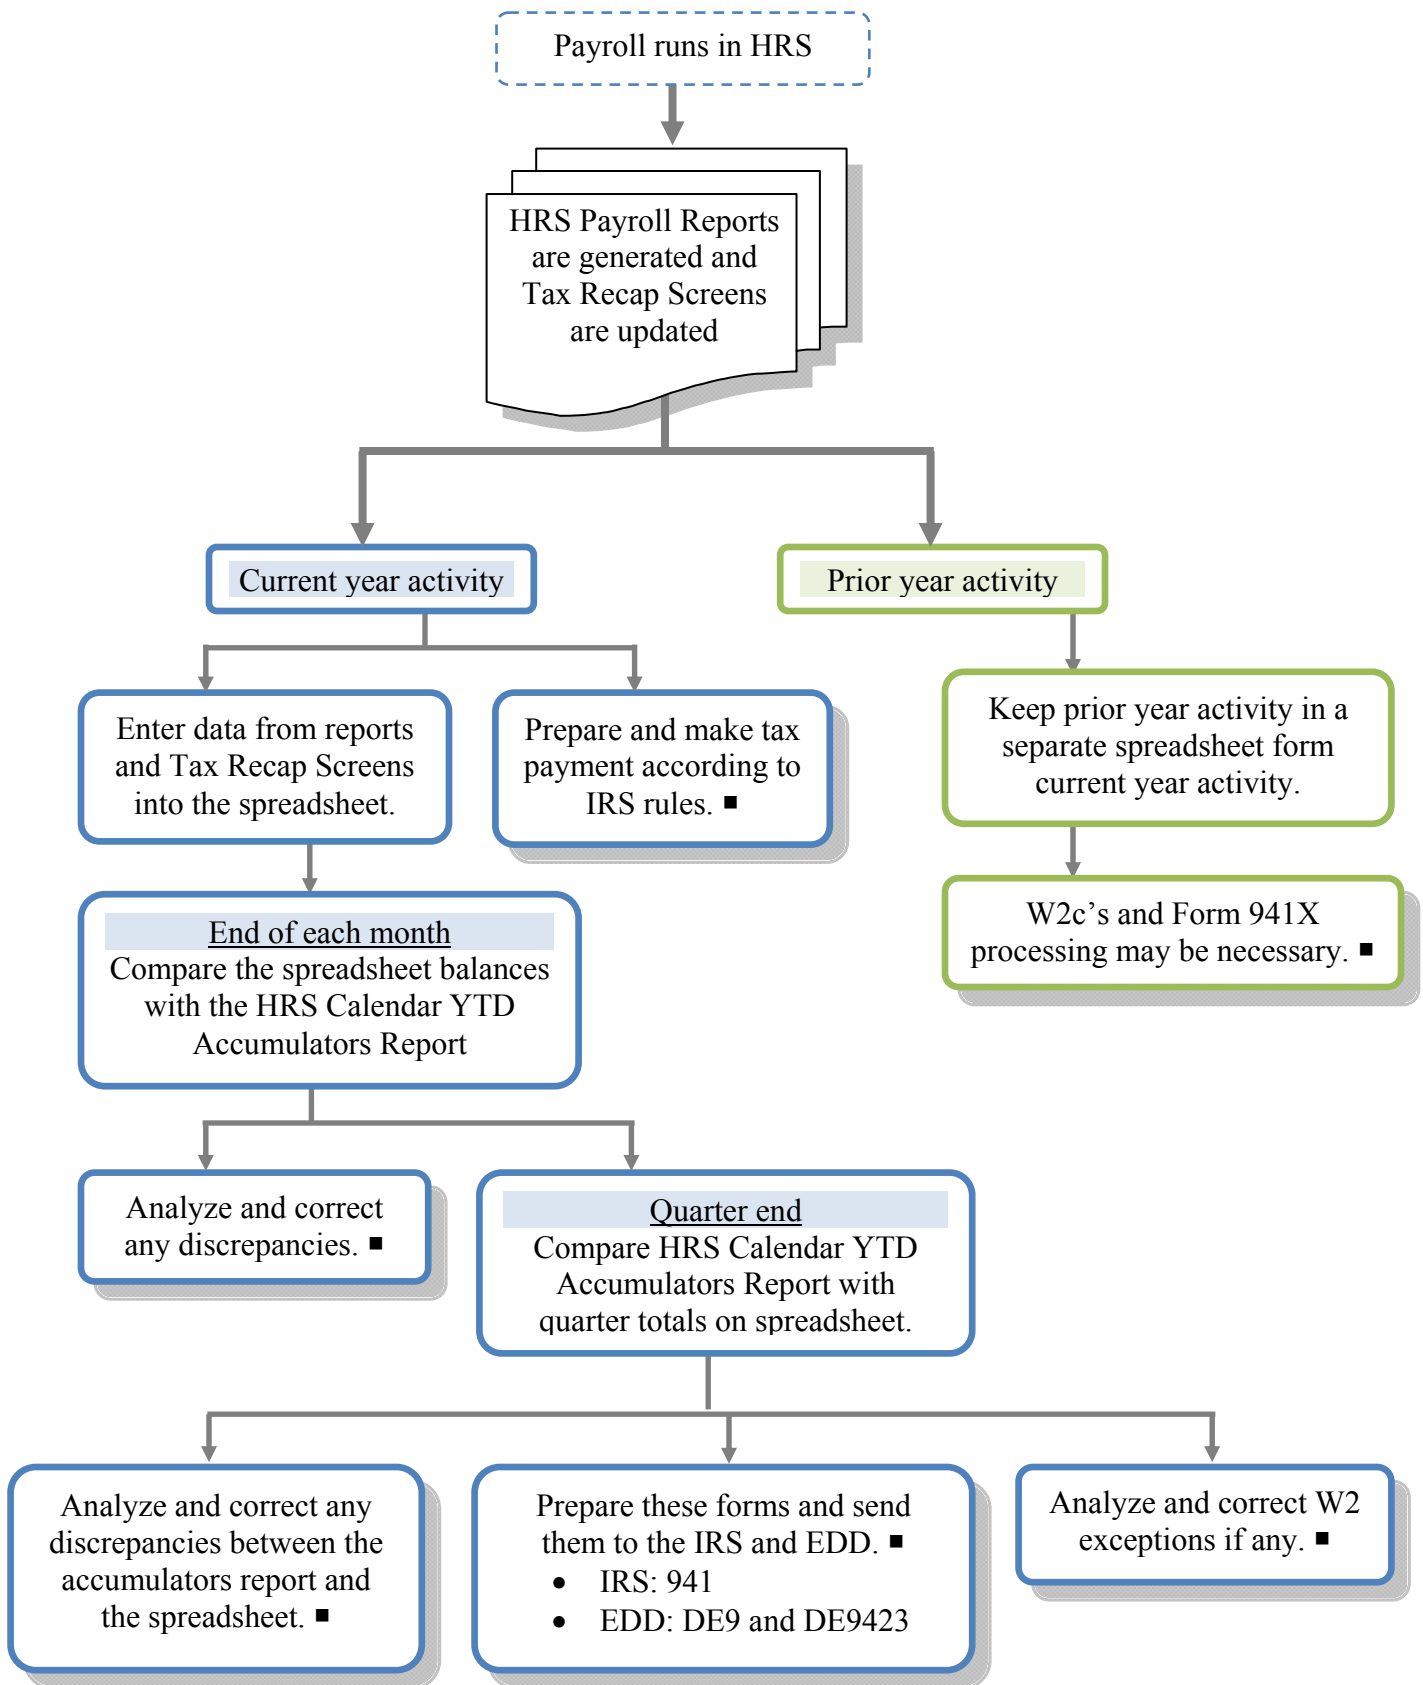 Payroll runs in HRS
HRS Payroll Reports
are generated and
Tax Recap Screens
are updated
Current year activity
Prior year activity
Enter data from reports
and Tax Recap Screens
into the spreadsheet.
Prepare and make tax
payment according to
IRS rules. ■
Keep prior year activity in a
separate spreadsheet form
current year activity.
W2c’s and Form 941X
processing may be necessary. ■
End of each month
Compare the spreadsheet balances
with the HRS Calendar YTD
Accumulators Report
Analyze and correct
any discrepancies. ■
Quarter end
Compare HRS Calendar YTD
Accumulators Report with
quarter totals on spreadsheet.
Analyze and correct any
discrepancies between the
accumulators report and
the spreadsheet. ■
Prepare these forms and send
them to the IRS and EDD. ■
• IRS: 941
• EDD: DE9 and DE9423
Analyze and correct W2
exceptions if any. ■